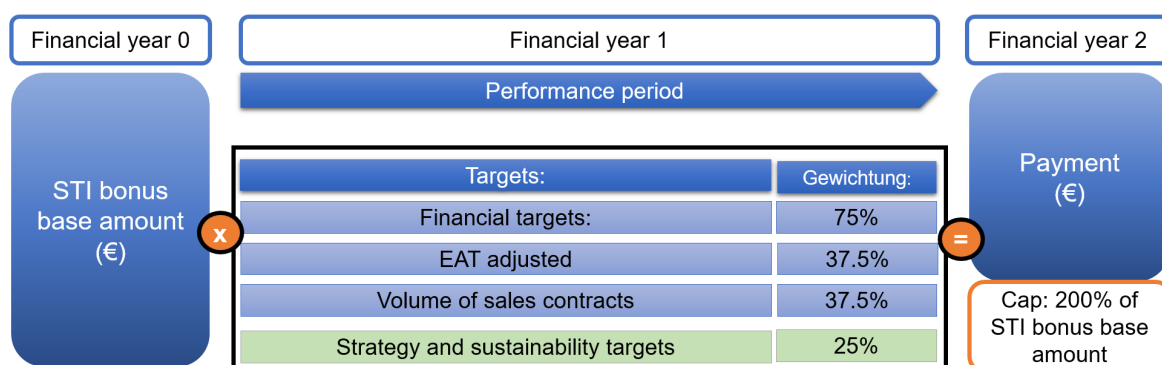 Financial year 0
Financial year 1
Financial year 2
Performance period
STI bonus
base amount
(€)
x
Targets:
Gewichtung:
Financial targets:
75%
EAT adjusted
37.5%
Volume of sales contracts
37.5%
Strategy and sustainability targets
25%
=
Payment
(€)
Cap: 200% of
STI bonus base
amount